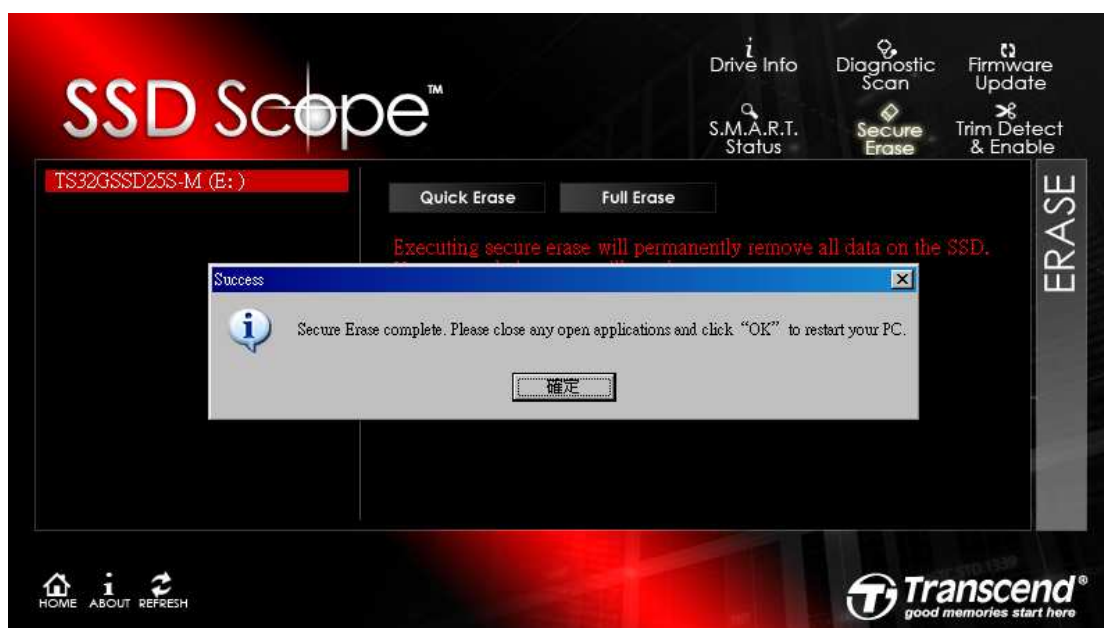 SSD Scope™
Drive Info
Diagnostic
Scan
Firmware
Update
S.M.A.R.T.
Status
Secure
Erase
Trim Detect
& Enable
TS32GSSD25S-M (E: )
Quick Erase
Full Erase
ERASE
Executing secure erase will permanently remove all data on the SSD.
Success
Secure Erase complete. Please close any open applications and click “OK” to restart your PC.
確定
HOME
ABOUT
REFRESH
Transcend®
good memories start here